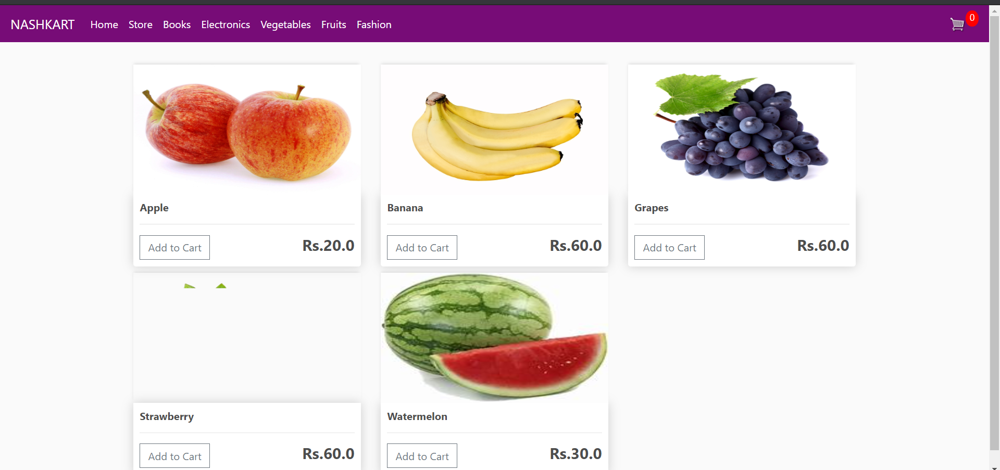 NASHKART Home Store Books Electronics Vegetables Fruits Fashion 0
Apple
Add to Cart Rs.20.0
Banana
Add to Cart Rs.60.0
Grapes
Add to Cart Rs.60.0
Strawberry
Add to Cart Rs.60.0
Watermelon
Add to Cart Rs.30.0